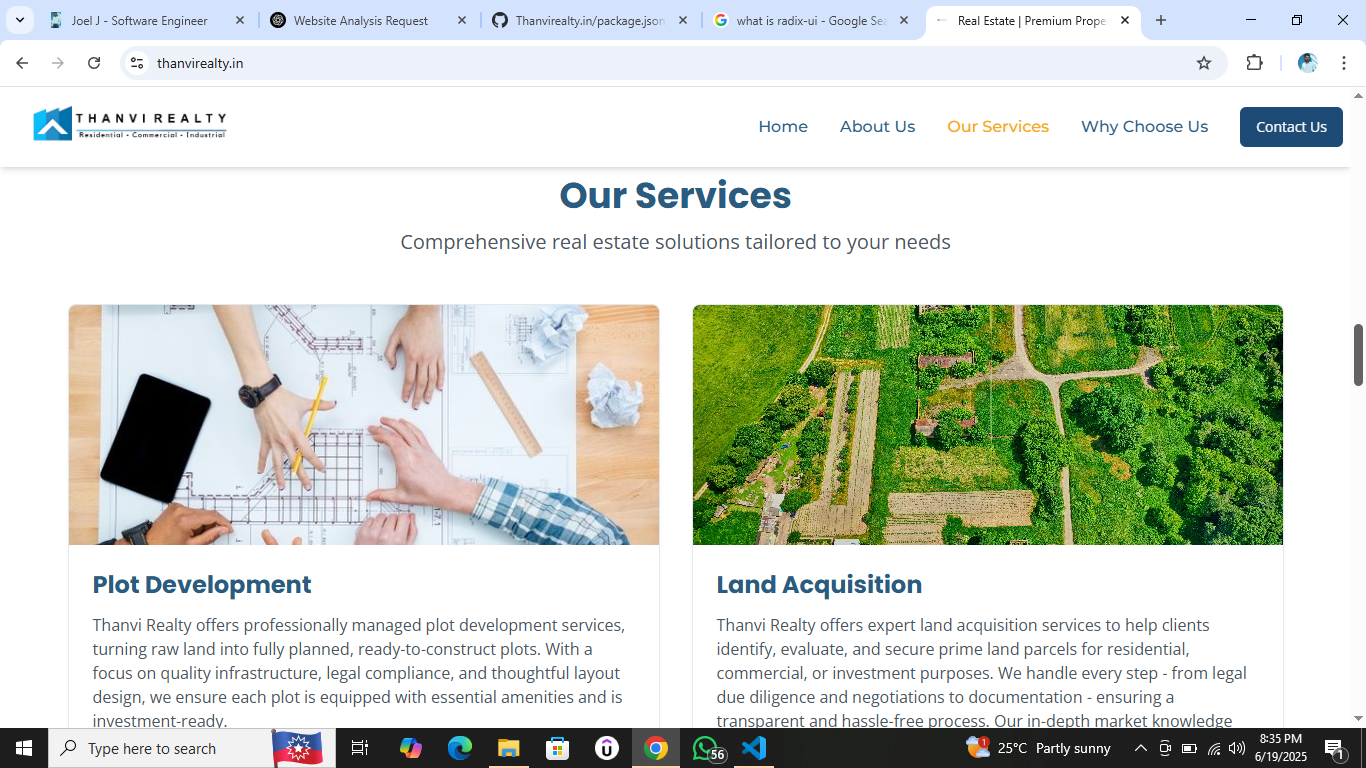 Joel J - Software Engineer
Website Analysis Request
Thanvirealty.in/package.json
what is radix-ui - Google Sea
Real Estate | Premium Prope
thanvirealty.in
THANVI REALTY
Residential • Commercial • Industrial
Home
About Us
Our Services
Why Choose Us
Contact Us
Our Services
Comprehensive real estate solutions tailored to your needs
Plot Development
Thanvi Realty offers professionally managed plot development services,
turning raw land into fully planned, ready-to-construct plots. With a
focus on quality infrastructure, legal compliance, and thoughtful layout
design, we ensure each plot is equipped with essential amenities and is
investment-ready.
Land Acquisition
Thanvi Realty offers expert land acquisition services to help clients
identify, evaluate, and secure prime land parcels for residential,
commercial, or investment purposes. We handle every step - from legal
due diligence and negotiations to documentation - ensuring a
transparent and hassle-free process. Our in-depth market knowledge
Type here to search
56
1
25°C Partly sunny
8:35 PM
6/19/2025
1